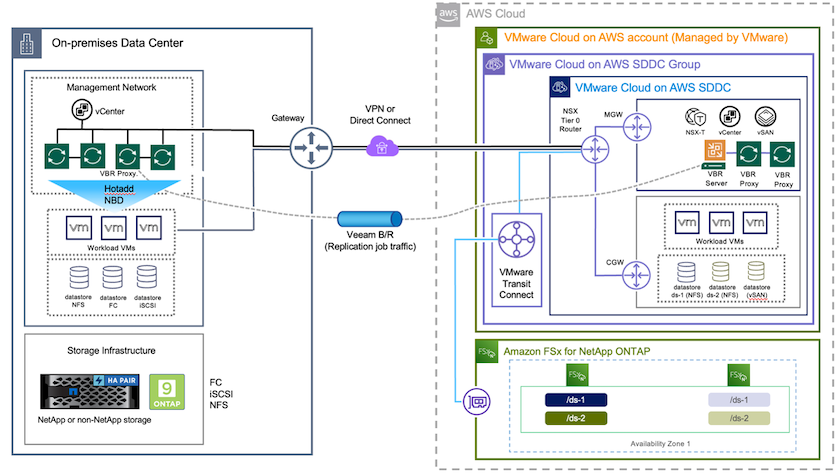 On-premises Data Center
Management Network
vCenter
VBR Proxy
Hotadd
NBD
vm
vm
vm
Workload VMs
datastore
NFS
datastore
FC
datastore
iSCSI
Storage Infrastructure
HA PAIR
9
ONTAP
NetApp or non-NetApp storage
FC
iSCSI
NFS
Gateway
VPN or
Direct Connect
Veeam B/R
(Replication job traffic)
aws
AWS Cloud
VMware Cloud on AWS account (Managed by VMware)
VMware Cloud on AWS SDDC Group
VMware Cloud on AWS SDDC
NSX
Tier 0
Router
MGW
NSX-T
vCenter
vSAN
VBR
Server
VBR
Proxy
VBR
Proxy
vm
vm
vm
Workload VMs
CGW
datastore
ds-1 (NFS)
datastore
ds-2 (NFS)
datastore
(vSAN)
VMware
Transit
Connect
FSx
Amazon FSx for NetApp ONTAP
FSx
FSx
/ds-1
/ds-1
/ds-2
/ds-2
Availability Zone 1